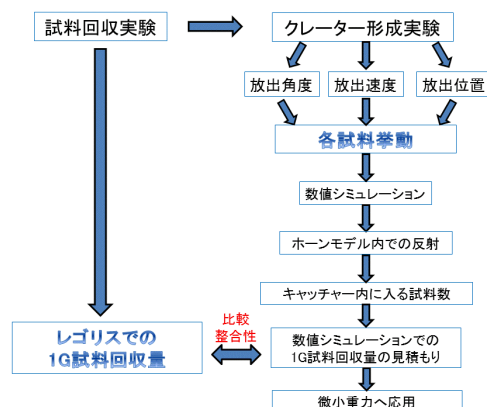 試料回収実験
クレーター形成実験
放出角度
放出速度
放出位置
各試料挙動
数値シミュレーション
ホーンモデル内での反射
キャッチャー内に入る試料数
比較
整合性
レゴリスでの
1G試料回収量
数値シミュレーションでの
1G試料回収量の見積もり
微小重力へ応用